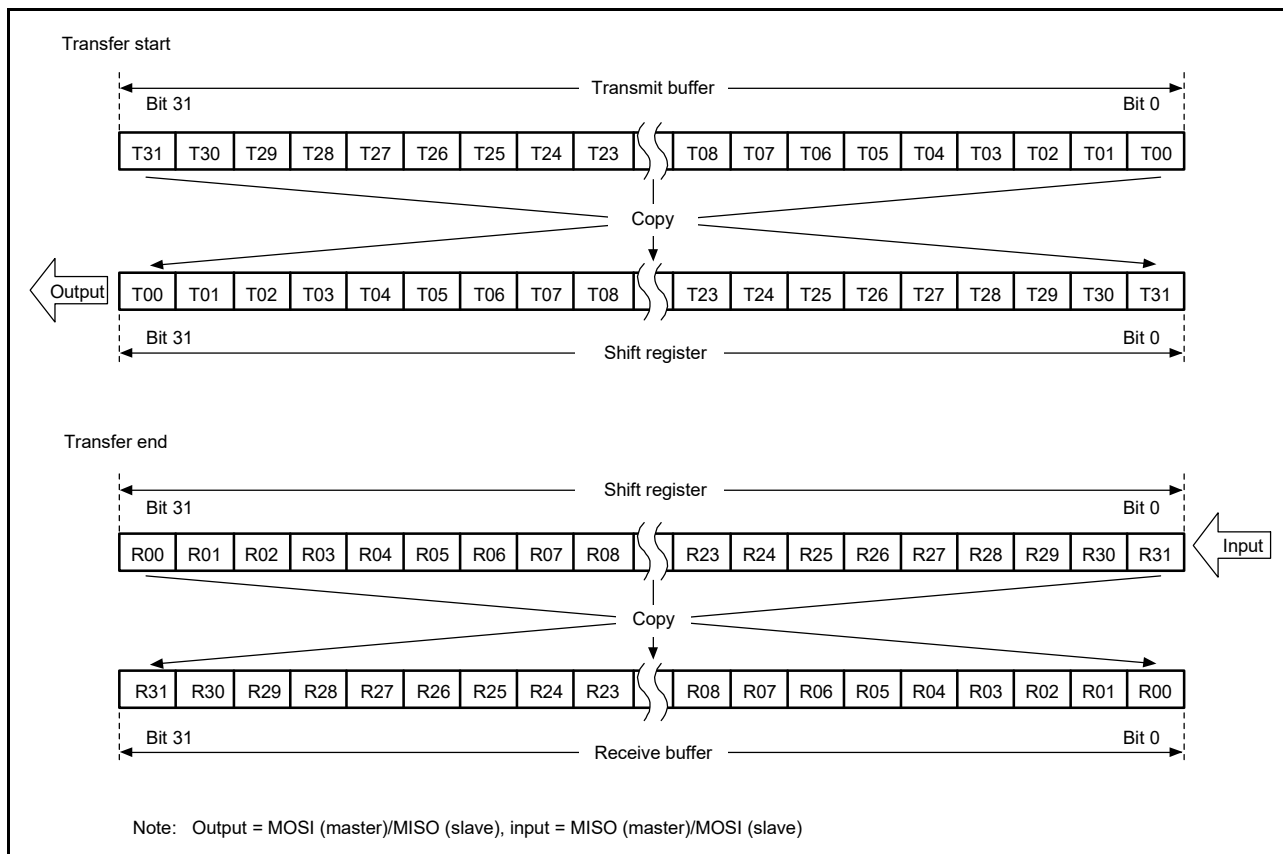 Transfer start
Transmit buffer
Bit 31 Bit 0
T31 T30 T29 T28 T27 T26 T25 T24 T23 T08 T07 T06 T05 T04 T03 T02 T01 T00
Copy
Output T00 T01 T02 T03 T04 T05 T06 T07 T08 T23 T24 T25 T26 T27 T28 T29 T30 T31
Bit 31 Bit 0
Shift register
Transfer end
Shift register
Bit 31 Bit 0
R00 R01 R02 R03 R04 R05 R06 R07 R08 R23 R24 R25 R26 R27 R28 R29 R30 R31 Input
Copy
R31 R30 R29 R28 R27 R26 R25 R24 R23 R08 R07 R06 R05 R04 R03 R02 R01 R00
Bit 31 Bit 0
Receive buffer
Note: Output = MOSI (master)/MISO (slave), input = MISO (master)/MOSI (slave)